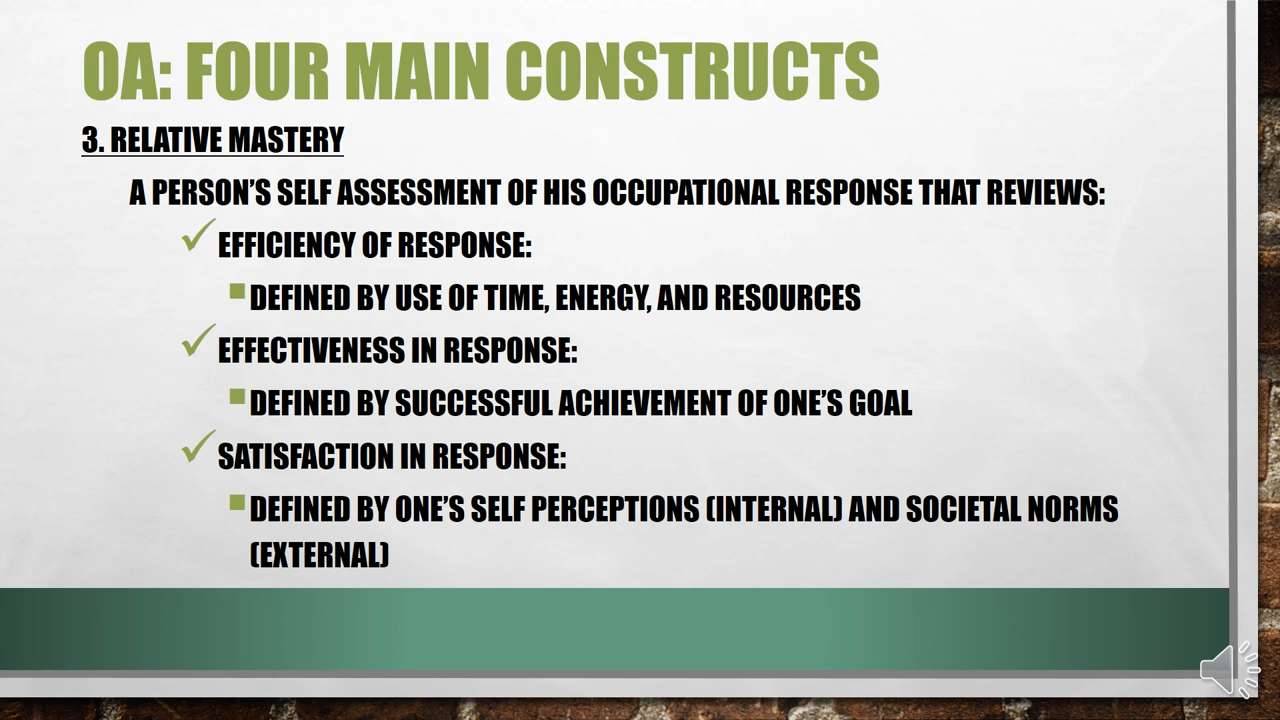 OA: FOUR MAIN CONSTRUCTS
3. RELATIVE MASTERY
A PERSON’S SELF ASSESSMENT OF HIS OCCUPATIONAL RESPONSE THAT REVIEWS:
EFFICIENCY OF RESPONSE:
DEFINED BY USE OF TIME, ENERGY, AND RESOURCES
EFFECTIVENESS IN RESPONSE:
DEFINED BY SUCCESSFUL ACHIEVEMENT OF ONE’S GOAL
SATISFACTION IN RESPONSE:
DEFINED BY ONE’S SELF PERCEPTIONS (INTERNAL) AND SOCIETAL NORMS
(EXTERNAL)